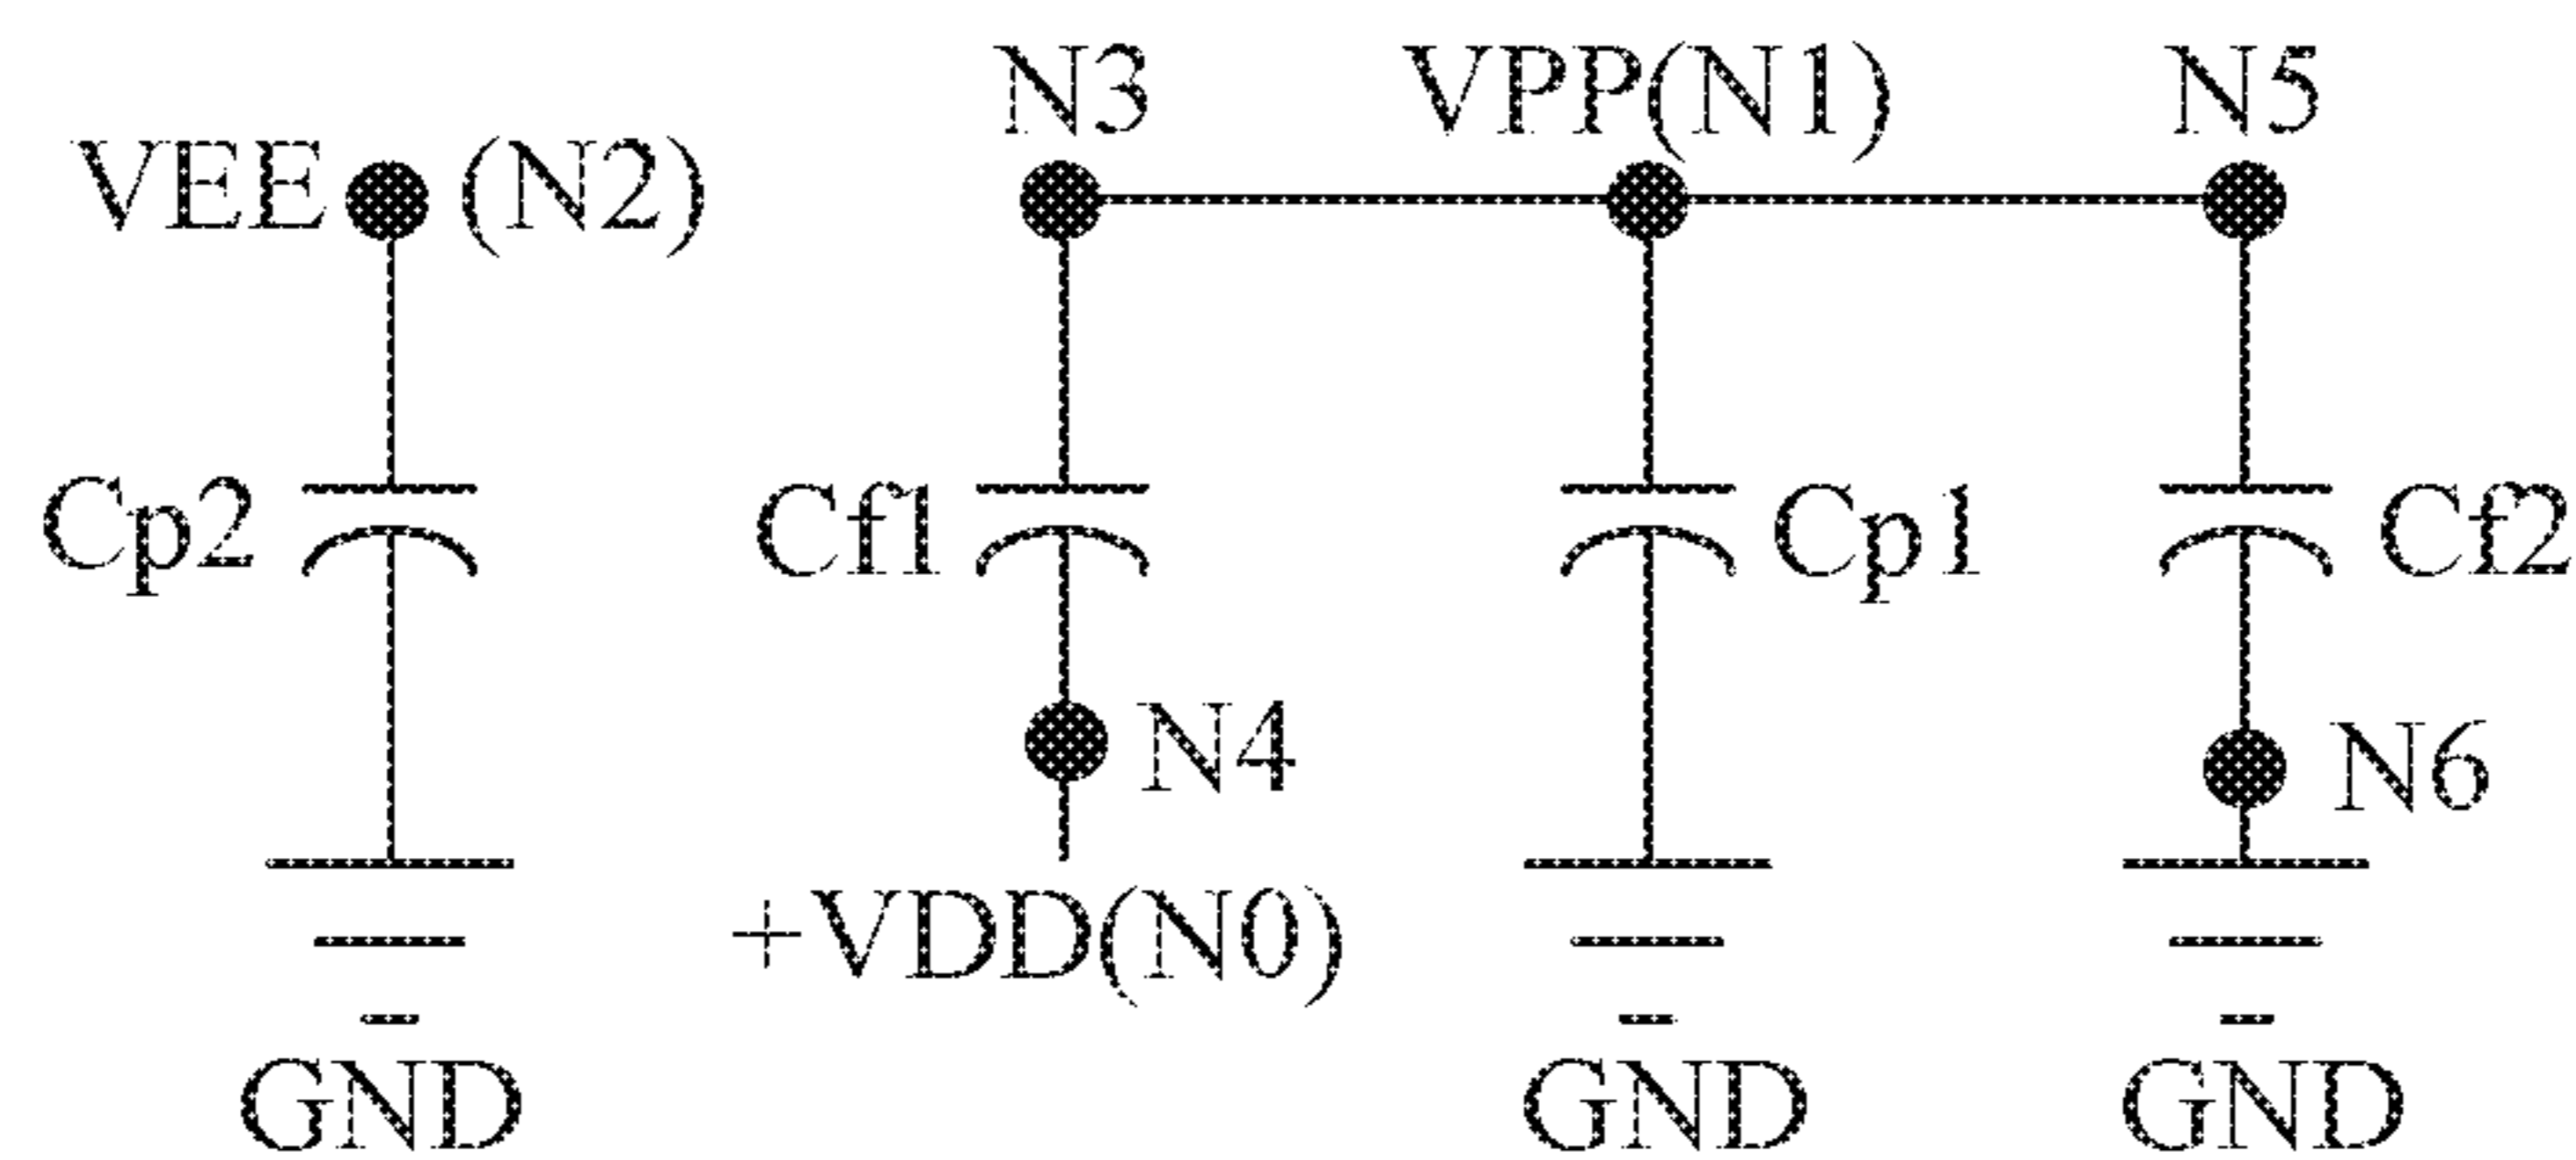 N3 VPP(N1) N5
VEE (N2)
Cp2 Cf1 Cp1 Cf2
N4 N6
+VDD(N0)
GND GND GND